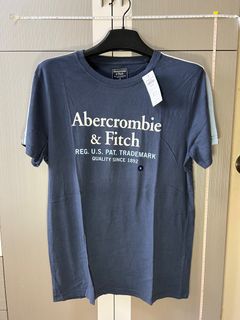 Abercrombie
& Fitch
REG. U.S. PAT. TRADEMARK
QUALITY SINCE 1892